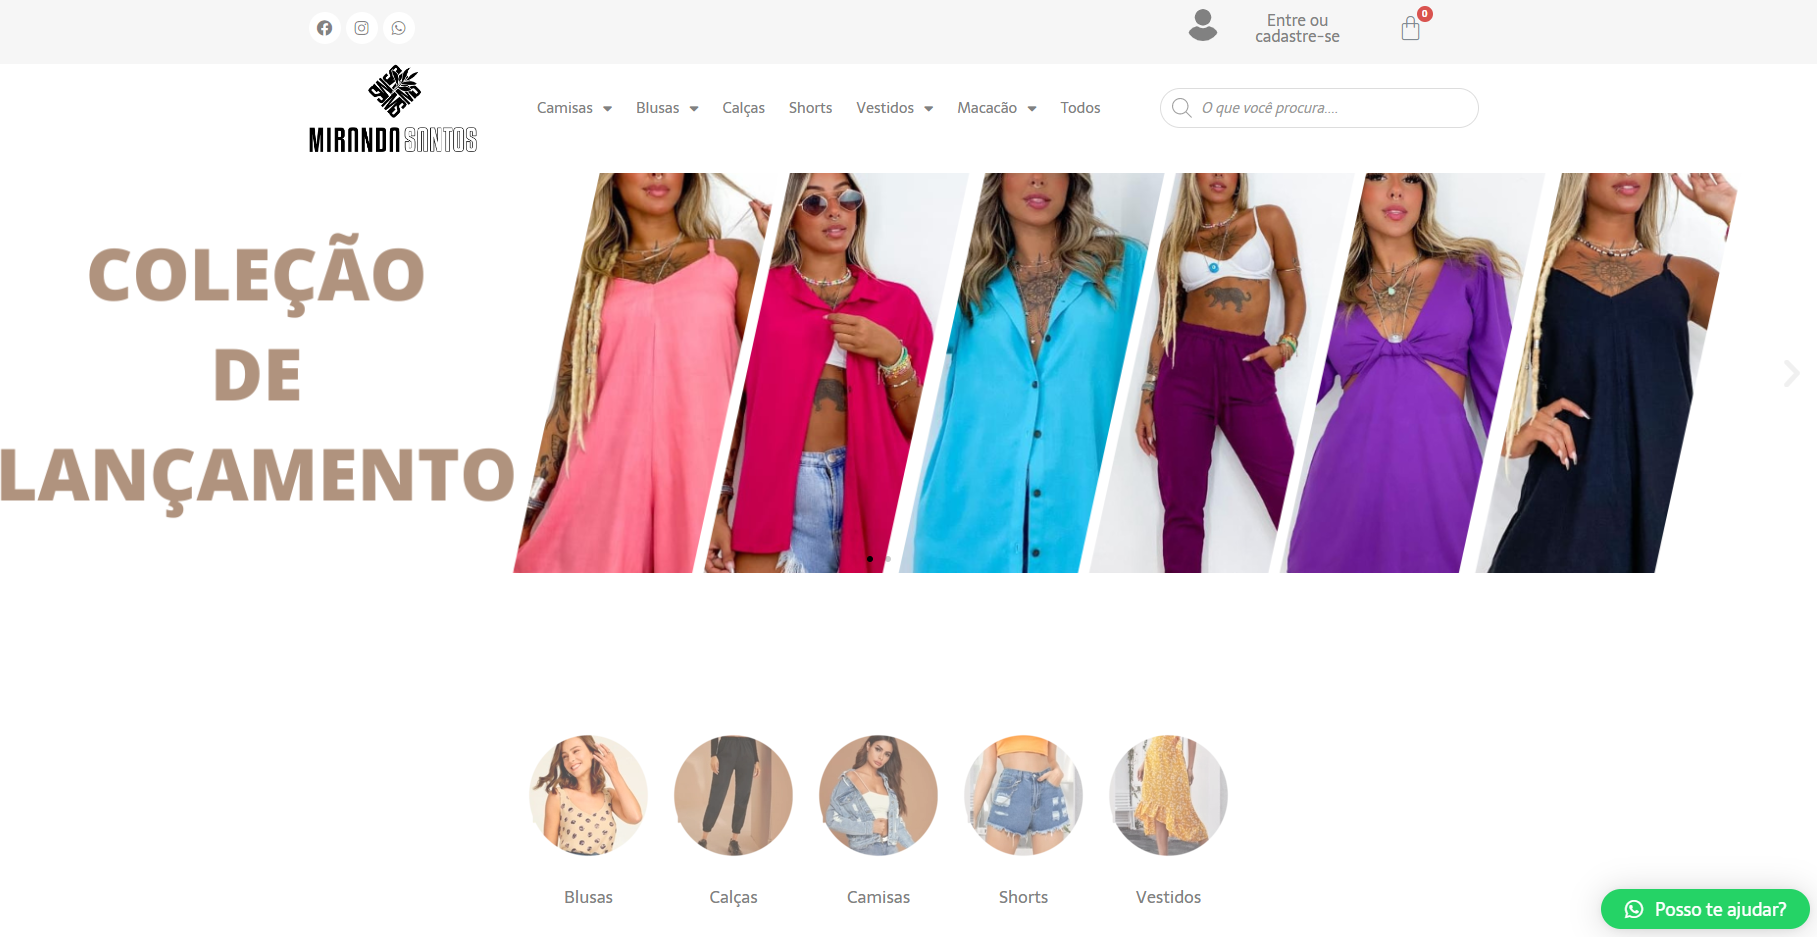 Entre ou
cadastre-se
0
MIRANDA SANTOS
Camisas Blusas Calças Shorts Vestidos Macacão Todos
O que você procura....
COLEÇÃO
DE
LANÇAMENTO
Blusas Calças Camisas Shorts Vestidos
Posso te ajudar?